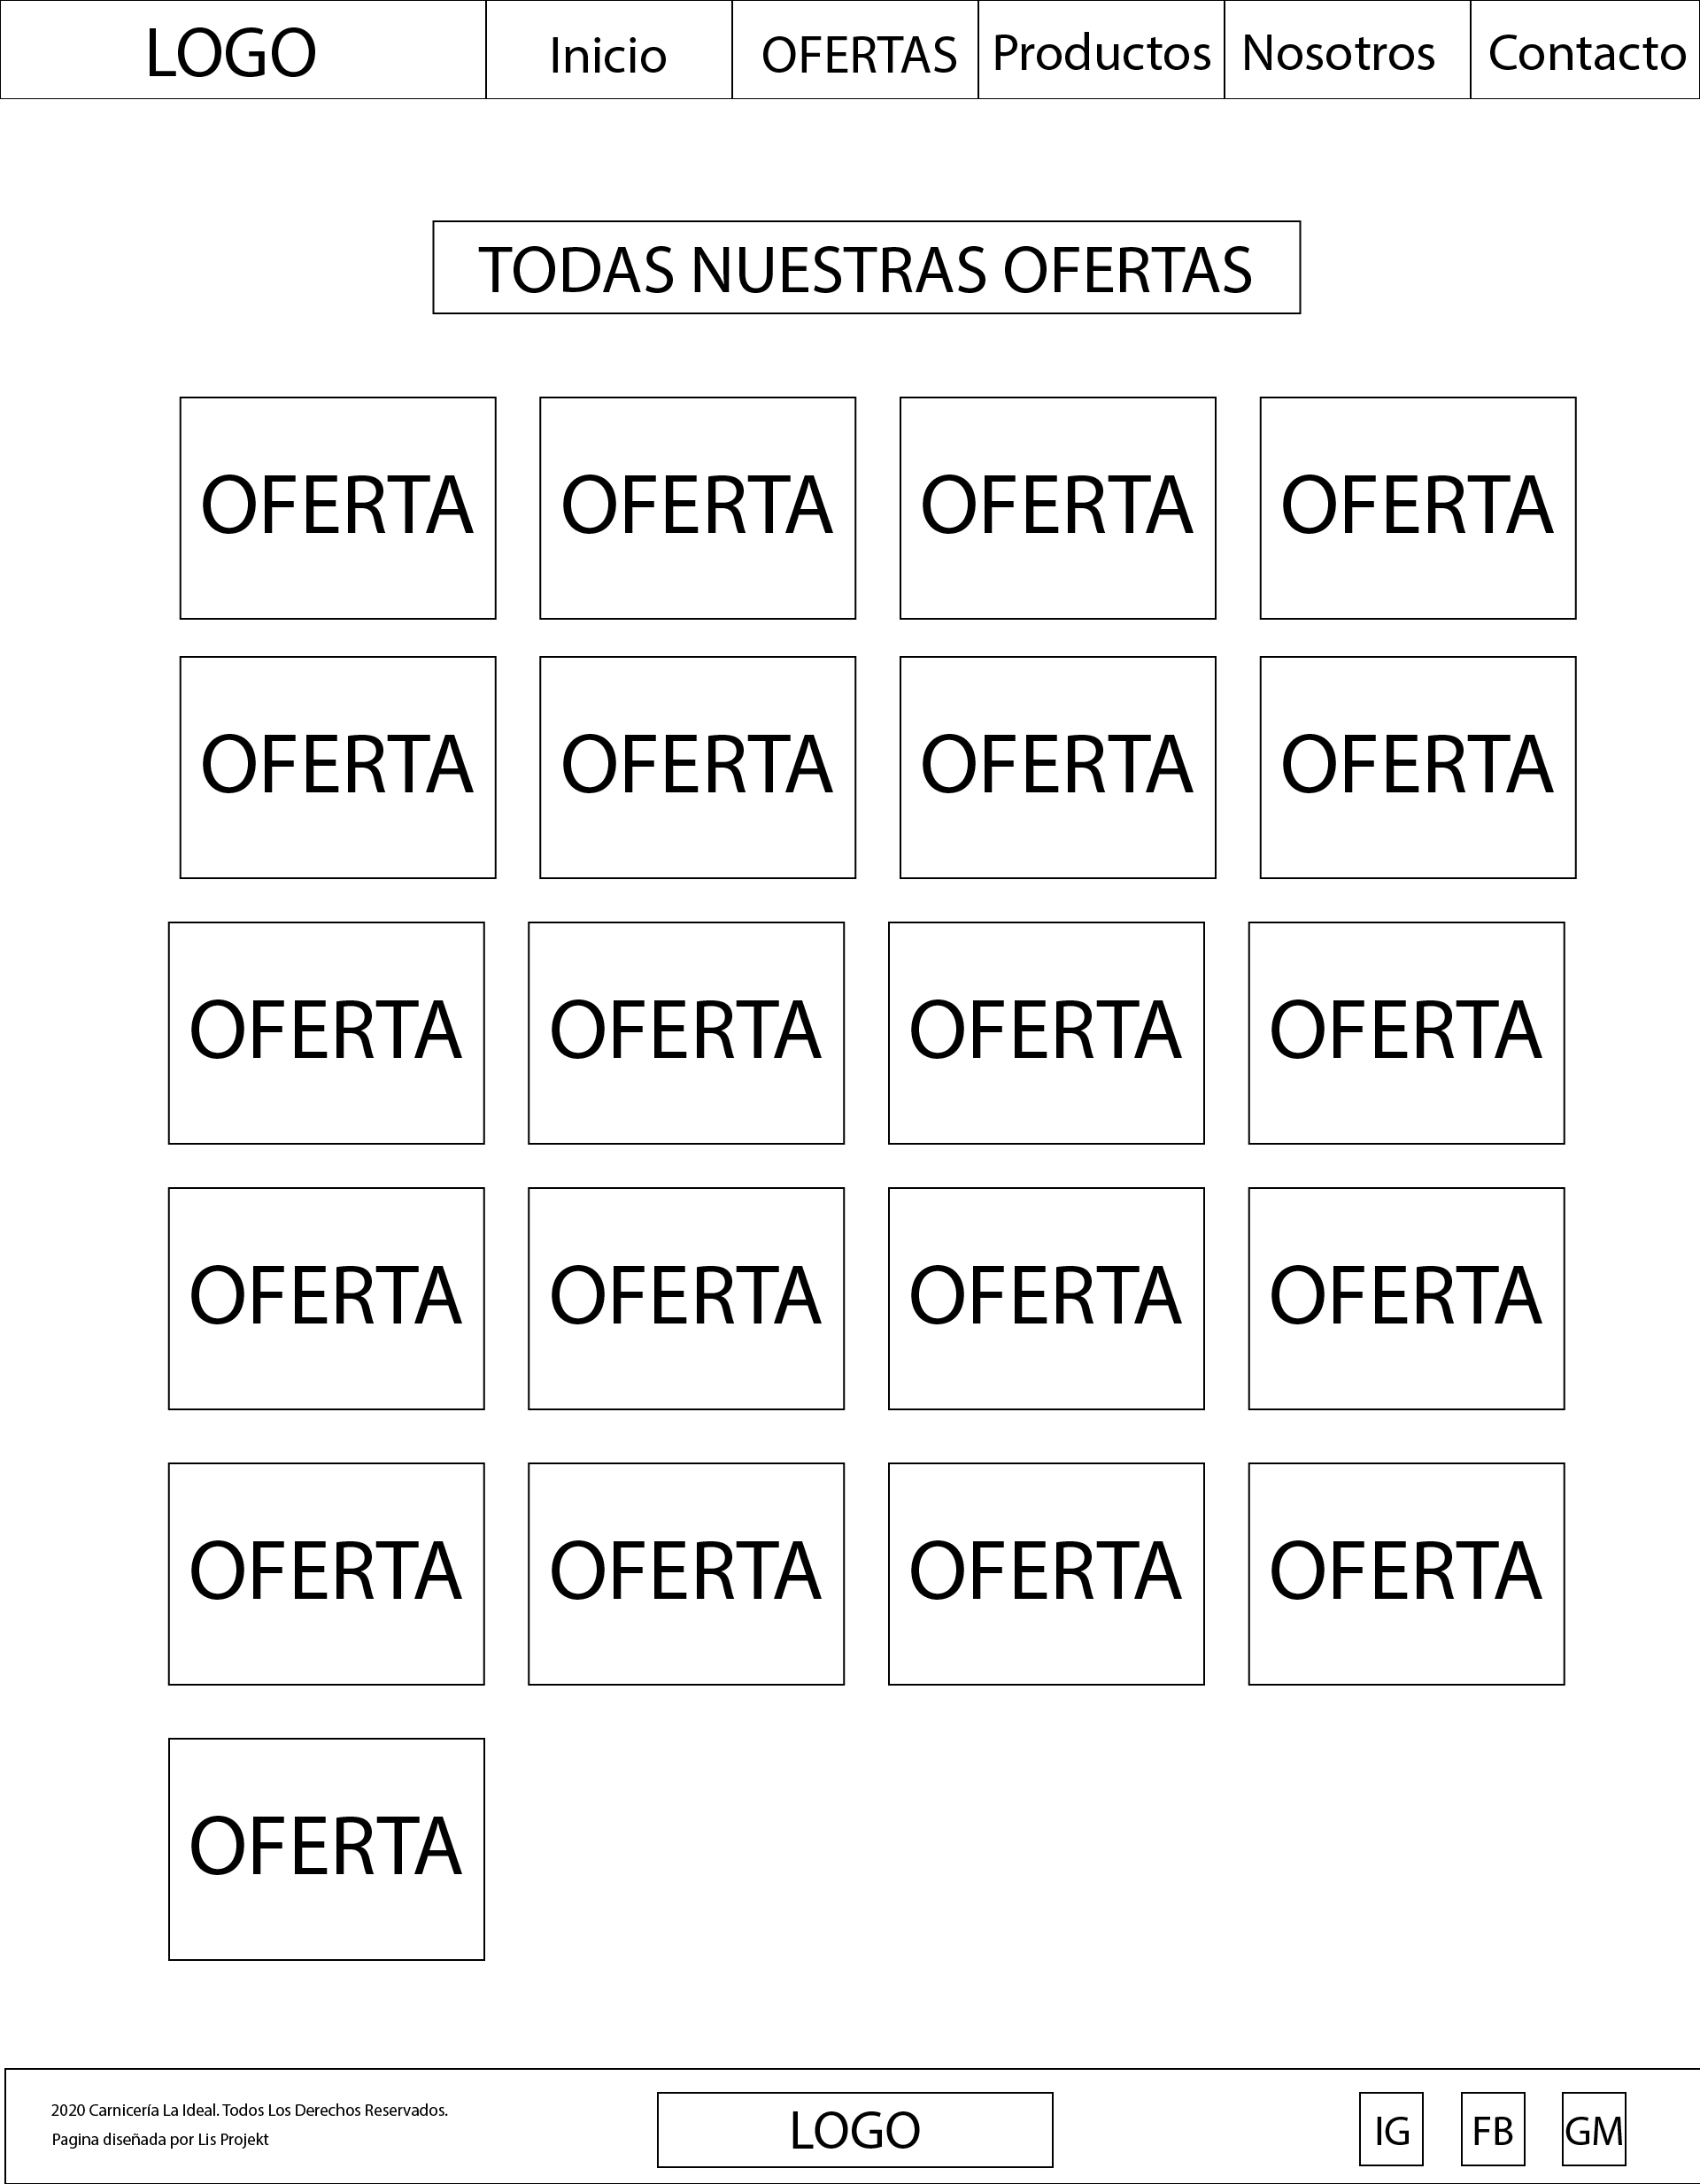 LOGO Inicio OFERTAS Productos Nosotros Contacto
TODAS NUESTRAS OFERTAS
OFERTA OFERTA OFERTA OFERTA
OFERTA OFERTA OFERTA OFERTA
OFERTA OFERTA OFERTA OFERTA
OFERTA OFERTA OFERTA OFERTA
OFERTA OFERTA OFERTA OFERTA
OFERTA
2020 Carnicería La Ideal. Todos Los Derechos Reservados.
Pagina diseñada por Lis Projekt
LOGO
IG FB GM